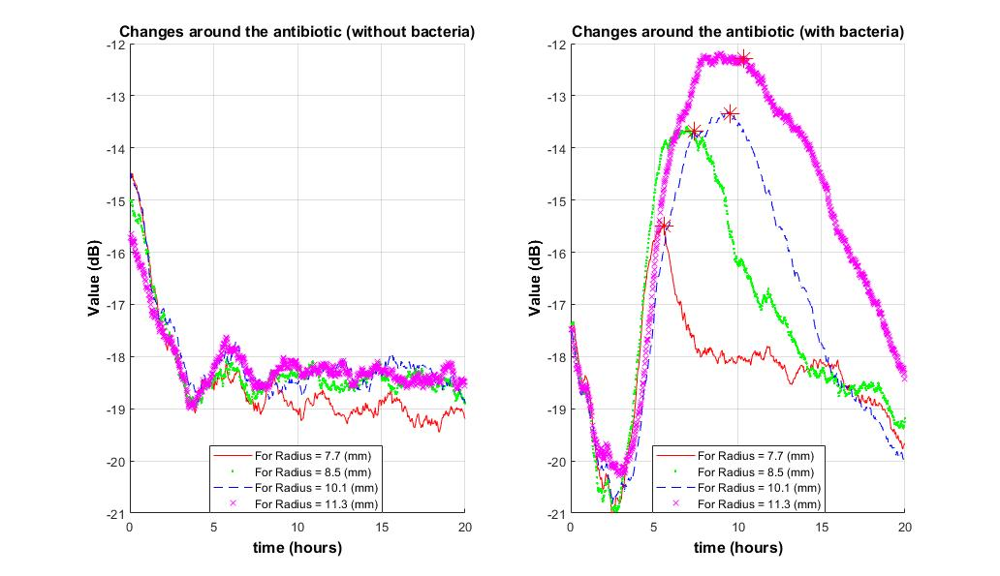 Changes around the antibiotic (without bacteria)
-12
-13
-14
-15
-16
-17
-18
-19
-20
-21
Value (dB)
0 5 10 15 20
time (hours)
For Radius = 7.7 (mm)
For Radius = 8.5 (mm)
For Radius = 10.1 (mm)
For Radius = 11.3 (mm)
Changes around the antibiotic (with bacteria)
-12
-13
-14
-15
-16
-17
-18
-19
-20
-21
Value (dB)
0 5 10 15 20
time (hours)
For Radius = 7.7 (mm)
For Radius = 8.5 (mm)
For Radius = 10.1 (mm)
For Radius = 11.3 (mm)